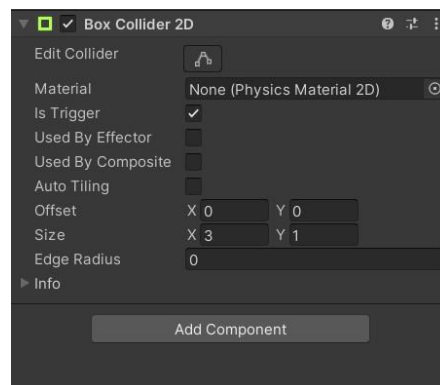 Box Collider 2D
Edit Collider
Material None (Physics Material 2D)
Is Trigger
Used By Effector
Used By Composite
Auto Tiling
Offset X 0 Y 0
Size X 3 Y 1
Edge Radius 0
Info
Add Component